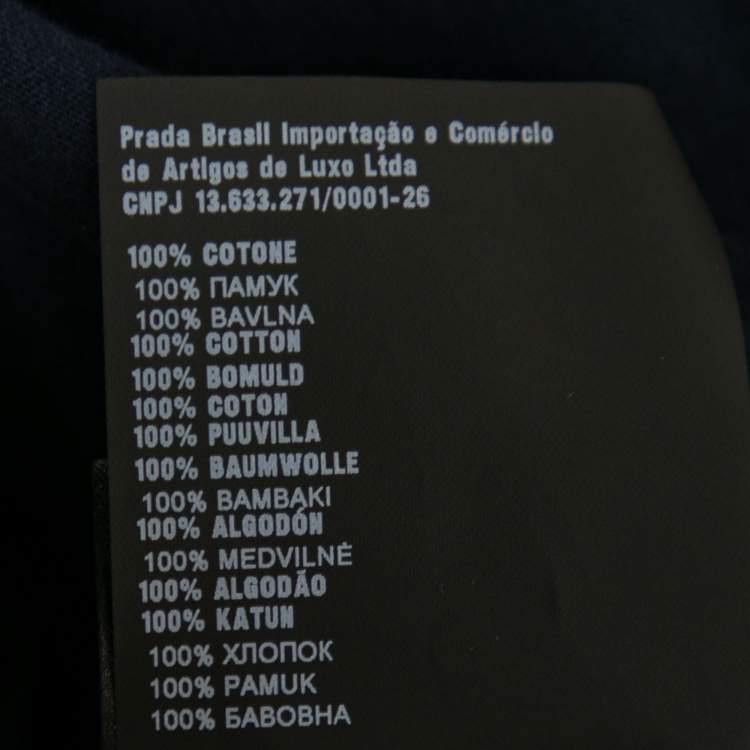 Prada Brasil Importação e Comércio
de Artigos de Luxo Ltda
CNPJ 13.633.271/0001-26
100% COTONE
100% ПАМУК
100% BAVLNA
100% COTTON
100% BOMULD
100% COTON
100% PUUVILLA
100% BAUMWOLLE
100% ΒΑΜΒΑΚΙ
100% ALGODÓN
100% MEDVILNĖ
100% ALGODÃO
100% KATUN
100% ХЛОПОК
100% PAMUK
100% БАВОВНА